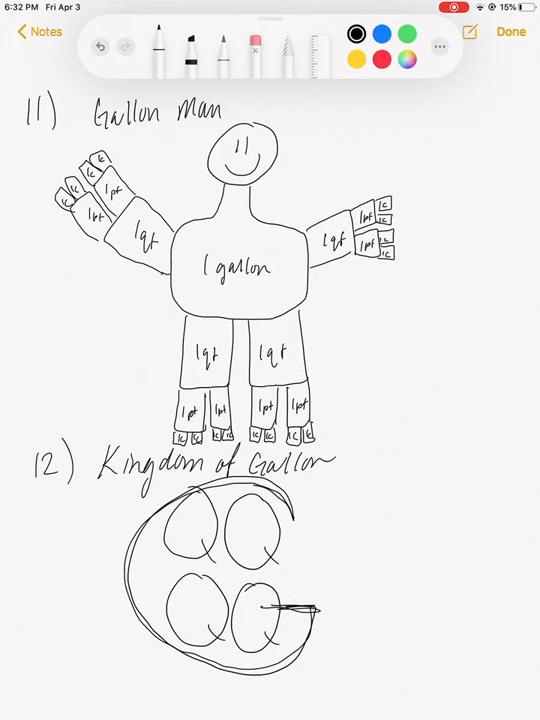 6:32 PM Fri Apr 3
15%
Notes
Done
11) Gallon Man
1c 1c
1c 1pt
1c 1pt 1qt
1 gallon
1qt 1pt 1c
1c
1pt 1c
1c
1qt 1qt
1pt 1pt 1pt 1pt
1c 1c 1c 1c 1c 1c 1c 1c
12) Kingdom of Gallon
G
Q Q
Q Q